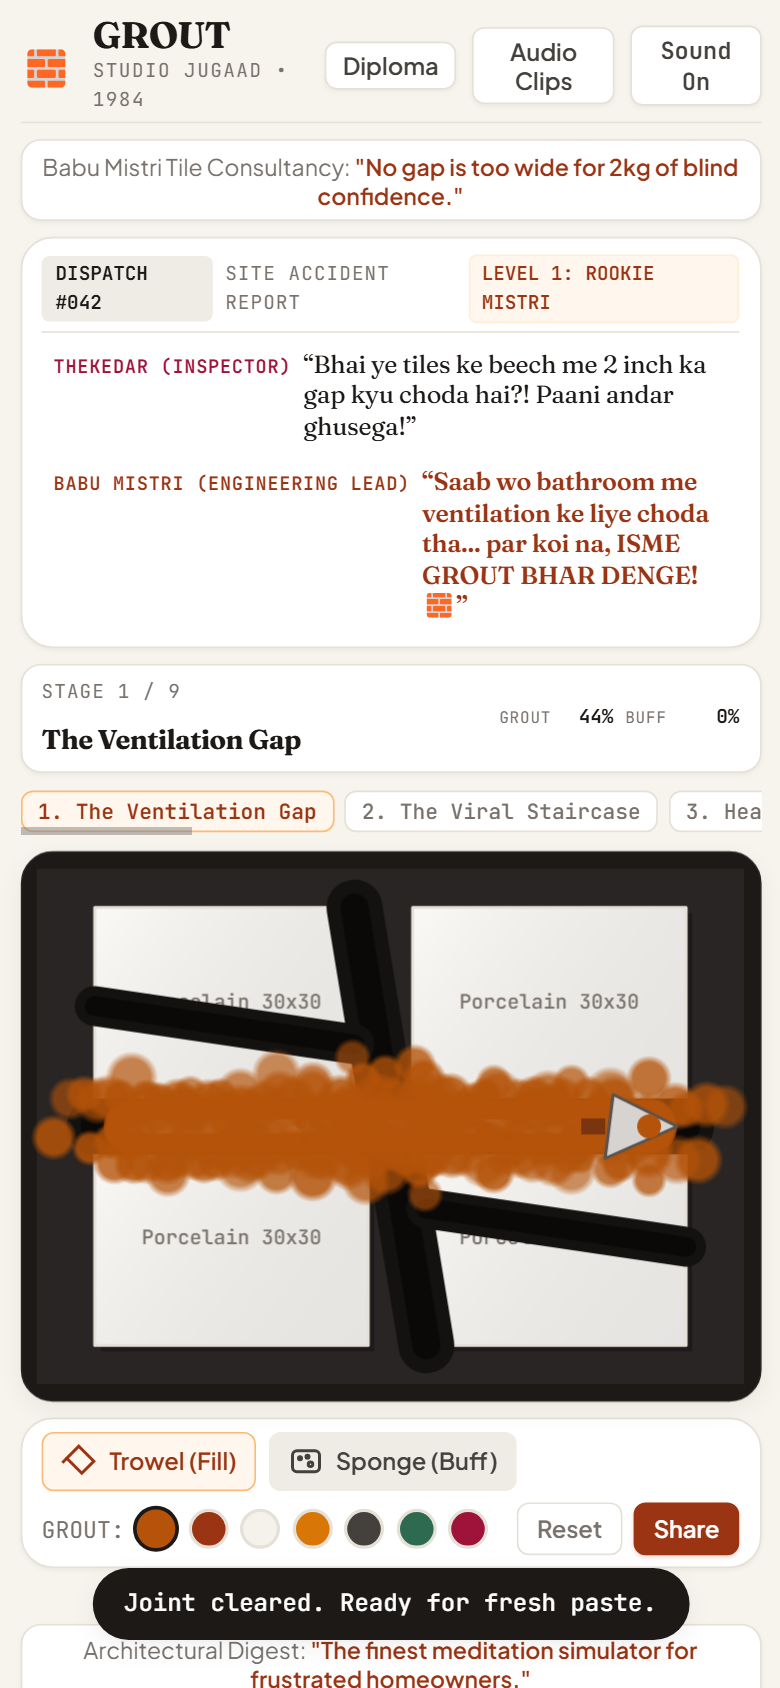 GROUT
STUDIO JUGAAD •
1984
Diploma
Audio
Clips
Sound
On
Babu Mistri Tile Consultancy: "No gap is too wide for 2kg of blind
confidence."
DISPATCH
#042
SITE ACCIDENT
REPORT
LEVEL 1: ROOKIE
MISTRI
THEKEDAR (INSPECTOR) “Bhai ye tiles ke beech me 2 inch ka
gap kyu choda hai?! Paani andar
ghusega!”
BABU MISTRI (ENGINEERING LEAD) “Saab wo bathroom me
ventilation ke liye choda
tha... par koi na, ISME
GROUT BHAR DENGE!
🧱”
STAGE 1 / 9
The Ventilation Gap
GROUT 44% BUFF 0%
1. The Ventilation Gap
2. The Viral Staircase
3. Hea
30x30
Porcelain 30x30
Porcelain 30x30
Trowel (Fill)
Sponge (Buff)
GROUT:
Reset
Share
Joint cleared. Ready for fresh paste.
Architectural Digest: "The finest meditation simulator for
frustrated homeowners."